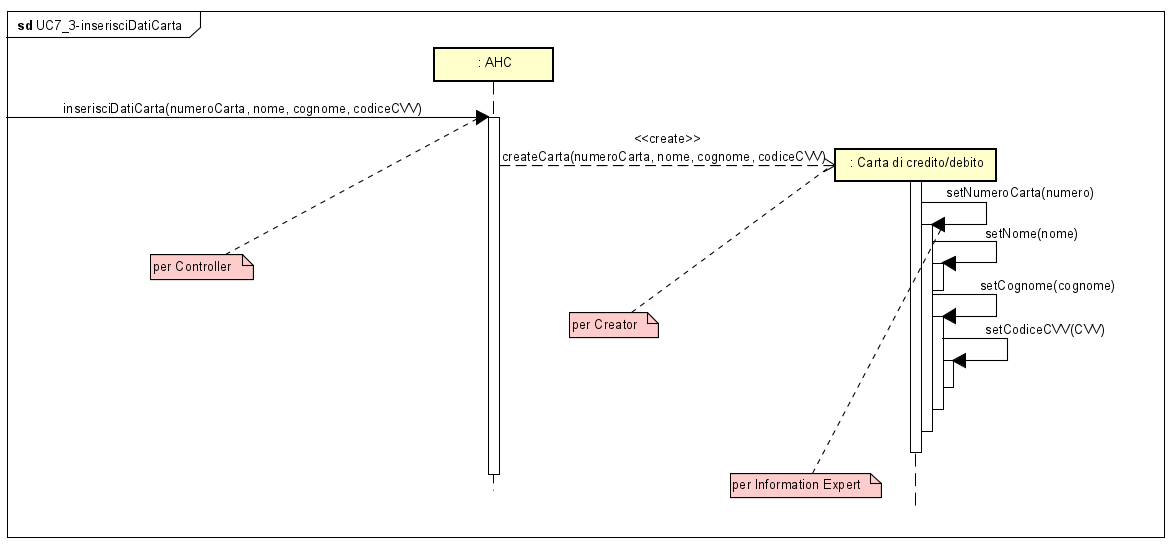 sd UC7_3-inserisciDatiCarta
: AHC
inserisciDatiCarta(numeroCarta, nome, cognome, codiceCVV)
<<create>>
createCarta(numeroCarta, nome, cognome, codiceCVV)
: Carta di credito/debito
setNumeroCarta(numero)
setNome(nome)
per Controller
setCognome(cognome)
per Creator
setCodiceCVV(CVV)
per Information Expert